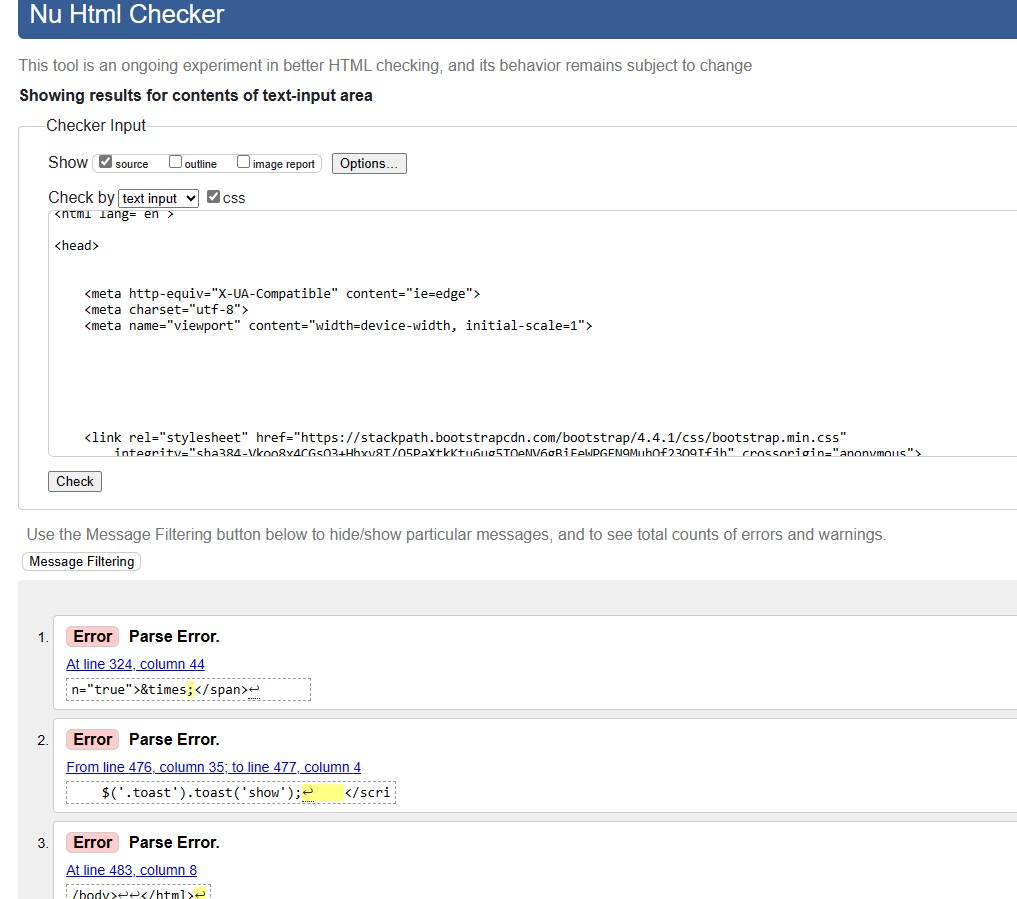 Nu Html Checker
This tool is an ongoing experiment in better HTML checking, and its behavior remains subject to change
Showing results for contents of text-input area
Checker Input
Show source outline image report Options...
Check by text input css
<html lang="en">
<head>
<meta http-equiv="X-UA-Compatible" content="ie=edge">
<meta charset="utf-8">
<meta name="viewport" content="width=device-width, initial-scale=1">
<link rel="stylesheet" href="https://stackpath.bootstrapcdn.com/bootstrap/4.4.1/css/bootstrap.min.css"
integrity="sha384-Vkoo8x4CGsO3+Hhxv8T/Q5PaXtkKtu6ug5TOeNV6gBiFeWPGFN9MuhOf23Q9Ifjh" crossorigin="anonymous">
Check
Use the Message Filtering button below to hide/show particular messages, and to see total counts of errors and warnings.
Message Filtering
1. Error Parse Error.
At line 324, column 44
n="true">&times;</span>↩
2. Error Parse Error.
From line 476, column 35; to line 477, column 4
$('.toast').toast('show');↩ </scri
3. Error Parse Error.
At line 483, column 8
/body>↩↩</html>↩